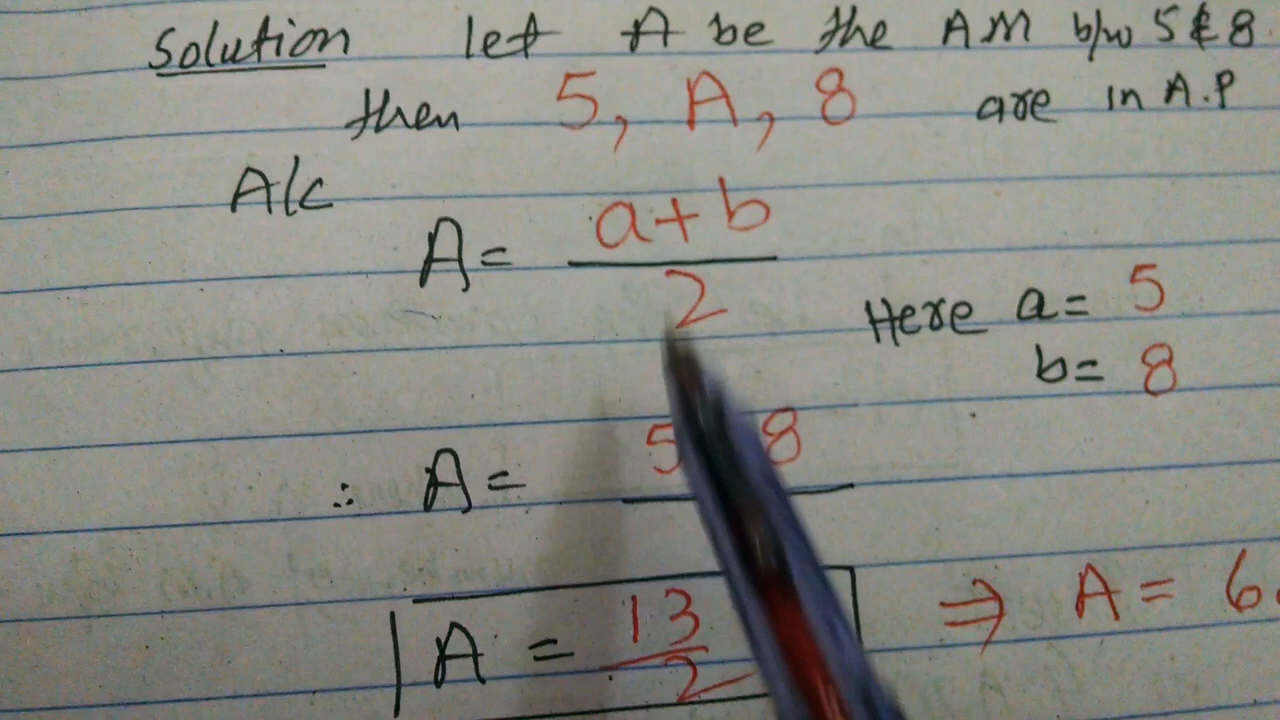 Solution let A be the AM b/w 5 & 8.
then 5, A, 8 are in A.P
A/c
A = a+b
2
Here a = 5
b = 8
∴ A = 5 8
A = 13
2
⇒ A = 6.